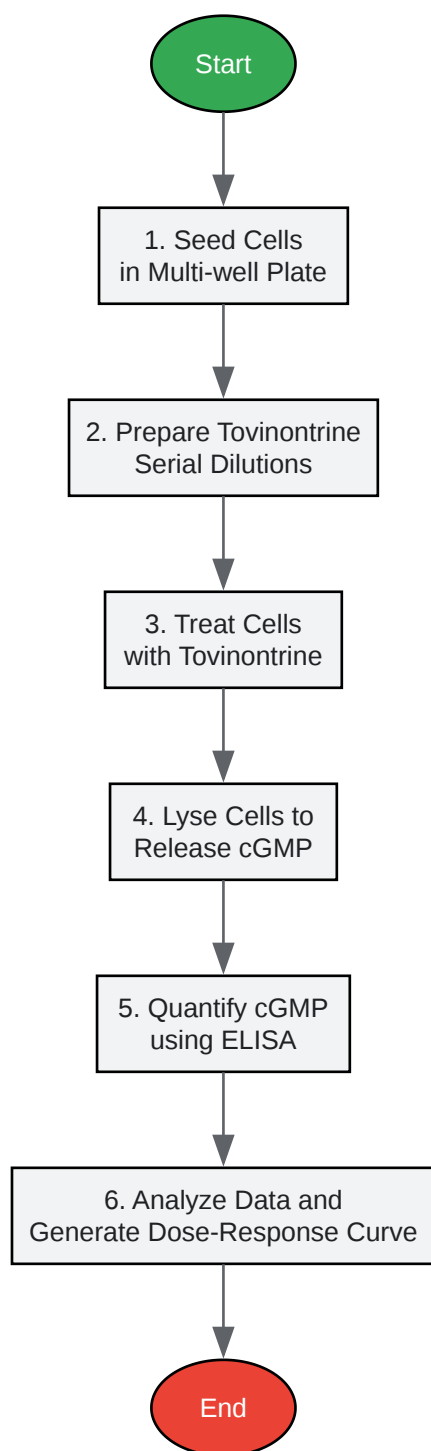 Start
1. Seed Cells
in Multi-well Plate
2. Prepare Tovinontrine
Serial Dilutions
3. Treat Cells
with Tovinontrine
4. Lyse Cells to
Release cGMP
5. Quantify cGMP
using ELISA
6. Analyze Data and
Generate Dose-Response Curve
End